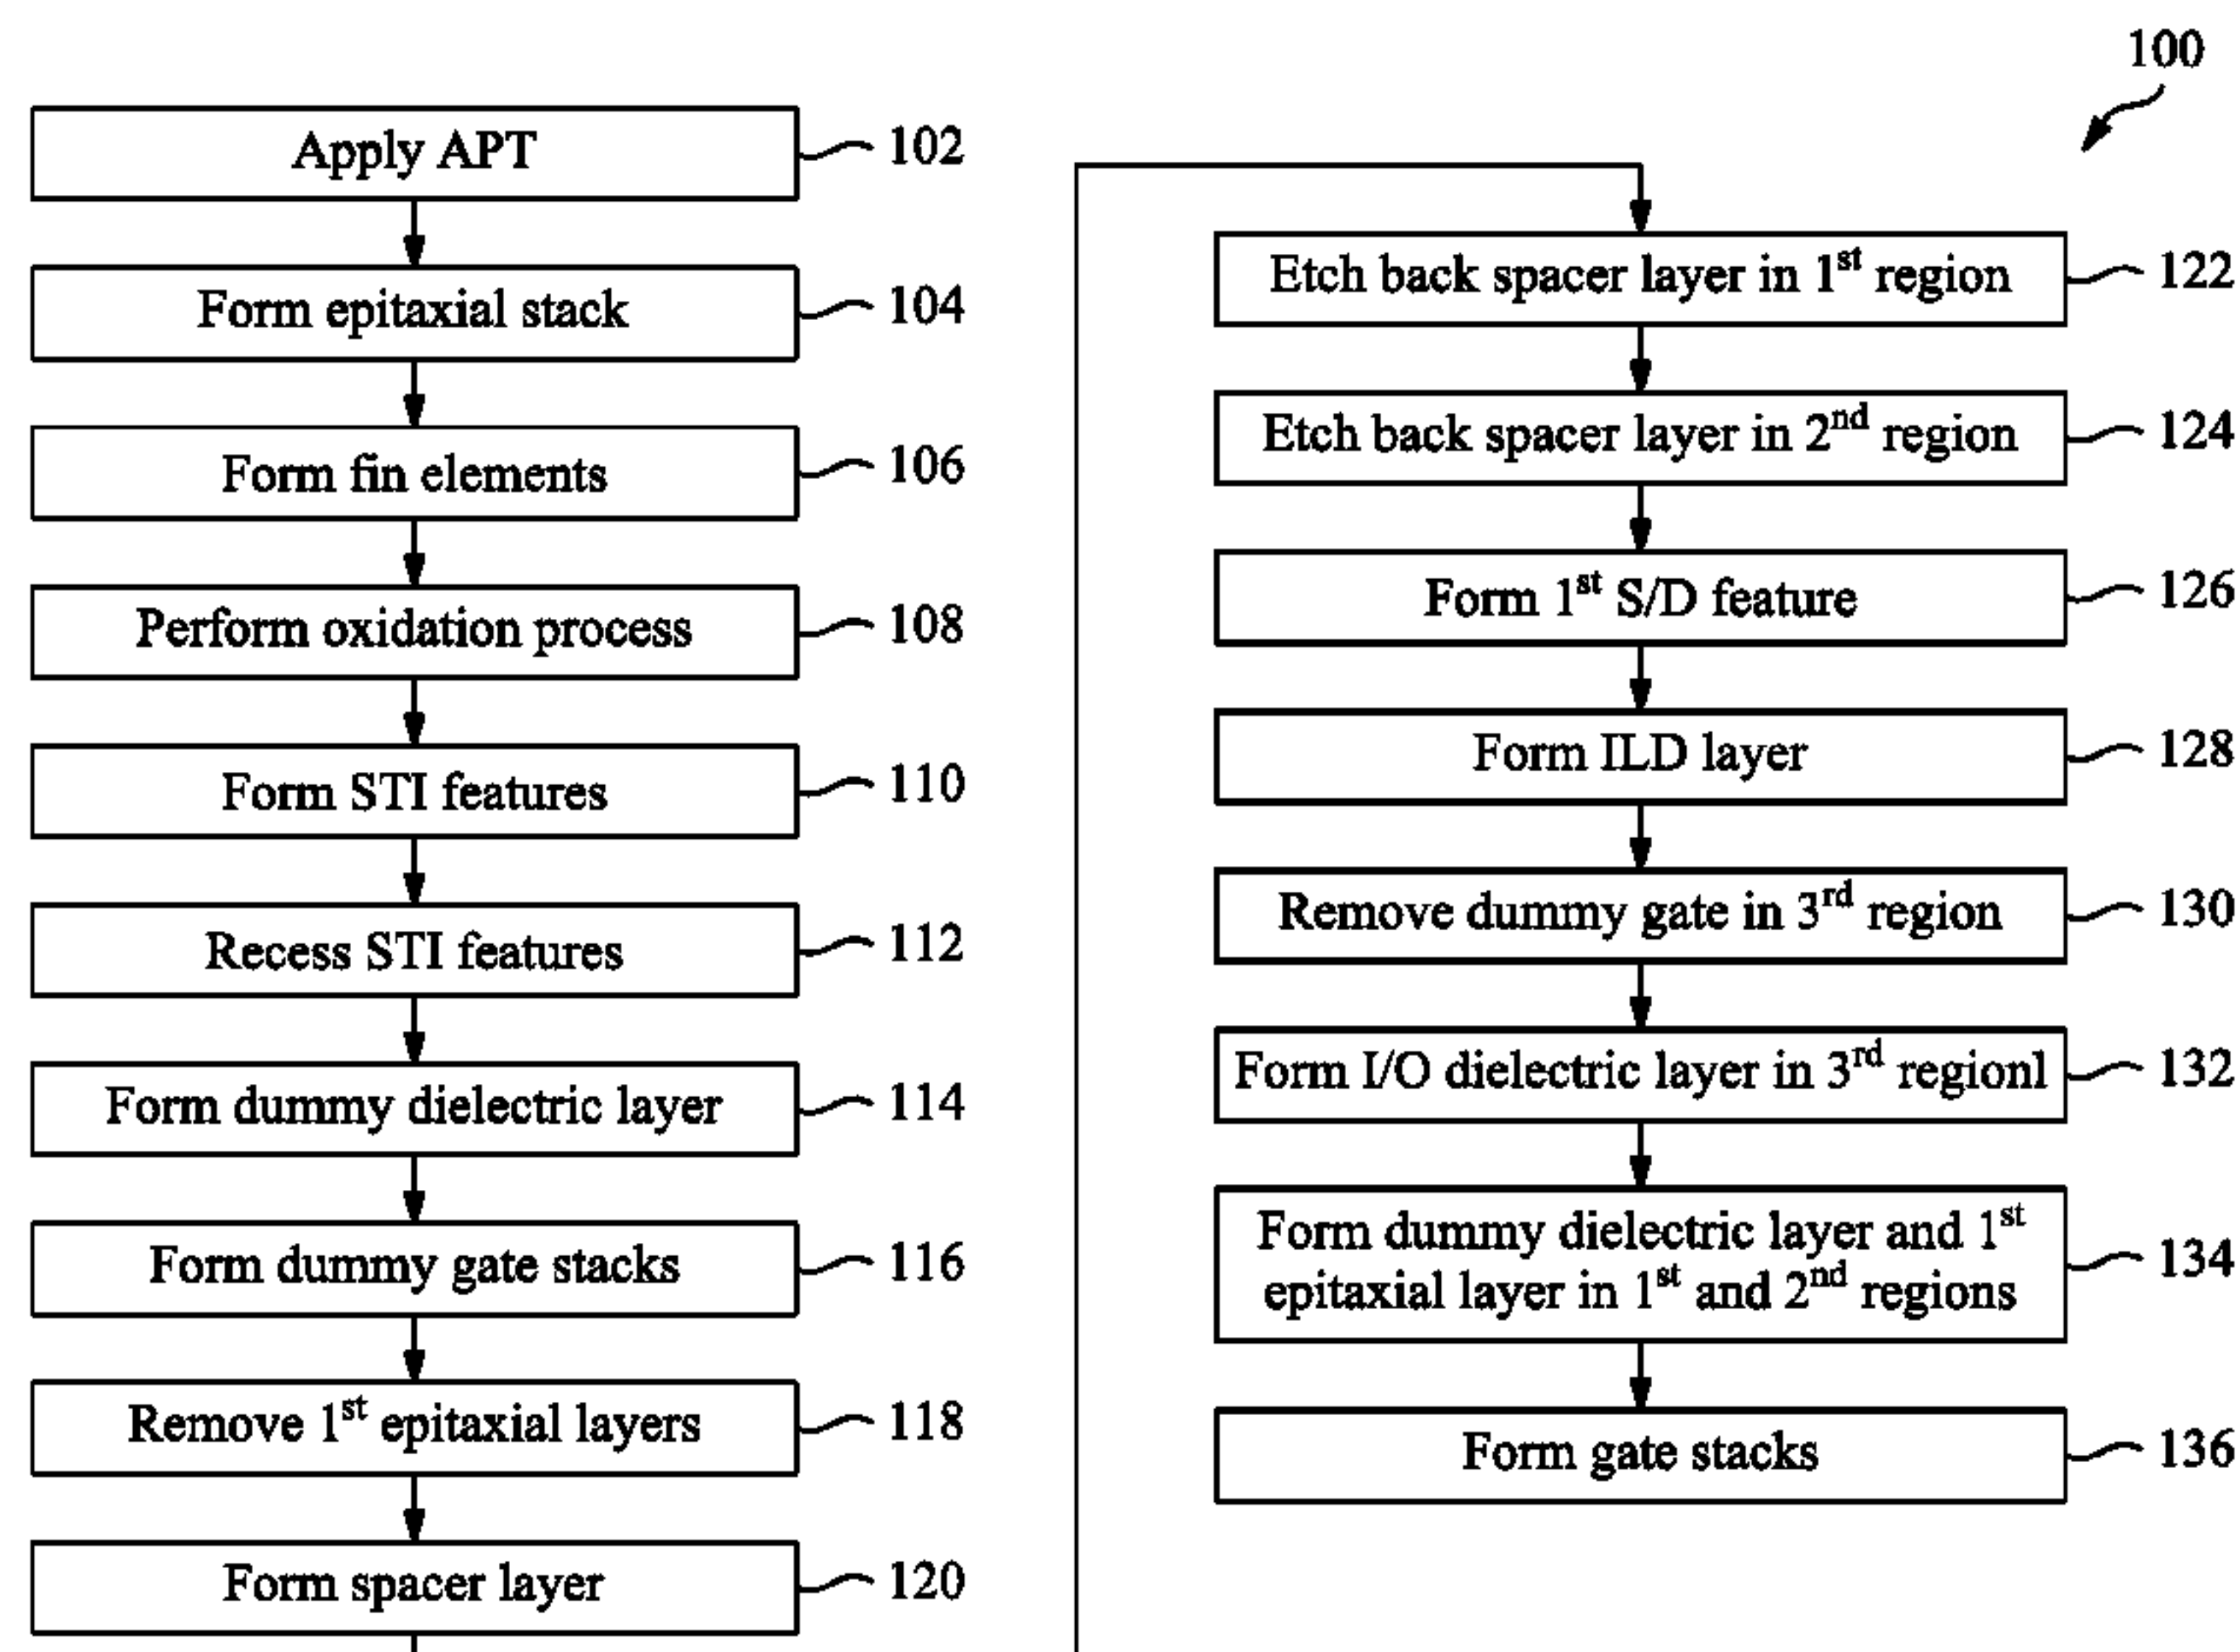 100
Apply APT
102
Form epitaxial stack
104
Form fin elements
106
Perform oxidation process
108
Form STI features
110
Recess STI features
112
Form dummy dielectric layer
114
Form dummy gate stacks
116
Remove 1st epitaxial layers
118
Form spacer layer
120
Etch back spacer layer in 1st region
122
Etch back spacer layer in 2nd region
124
Form 1st S/D feature
126
Form ILD layer
128
Remove dummy gate in 3rd region
130
Form I/O dielectric layer in 3rd regionl
132
Form dummy dielectric layer and 1st
epitaxial layer in 1st and 2nd regions
134
Form gate stacks
136